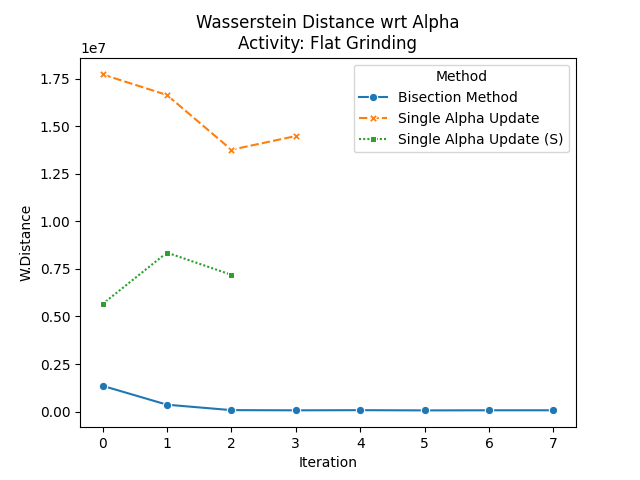 Wasserstein Distance wrt Alpha
Activity: Flat Grinding
1e7
Method
Bisection Method
Single Alpha Update
Single Alpha Update (S)
1.75
1.50
1.25
1.00
0.75
0.50
0.25
0.00
W.Distance
0 1 2 3 4 5 6 7
Iteration